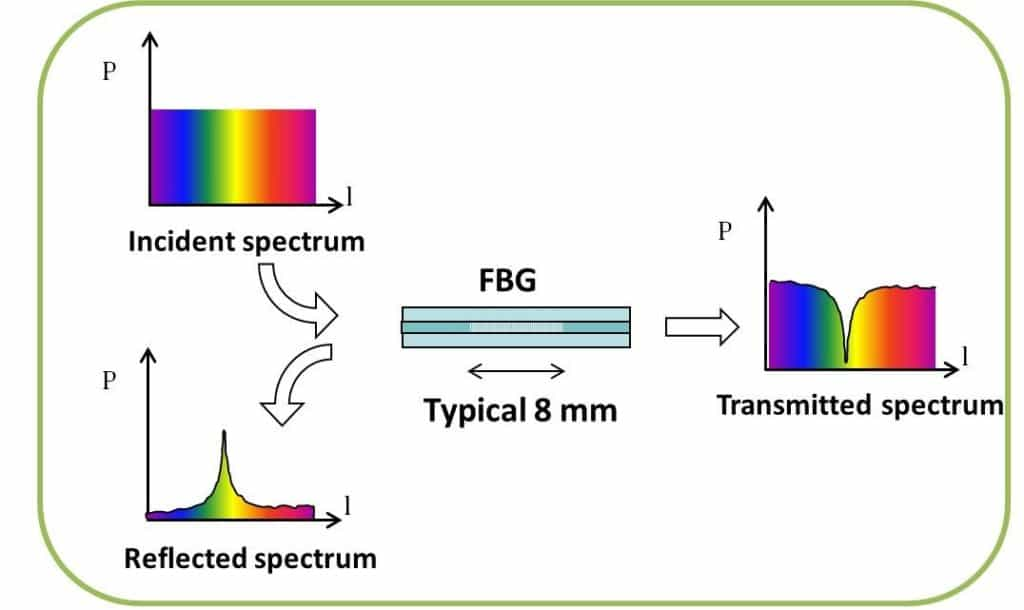 P
l
Incident spectrum
FBG
Typical 8 mm
P
l
Transmitted spectrum
P
l
Reflected spectrum